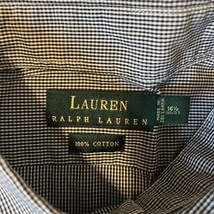 LAUREN
RALPH LAUREN
100% COTTON
16½